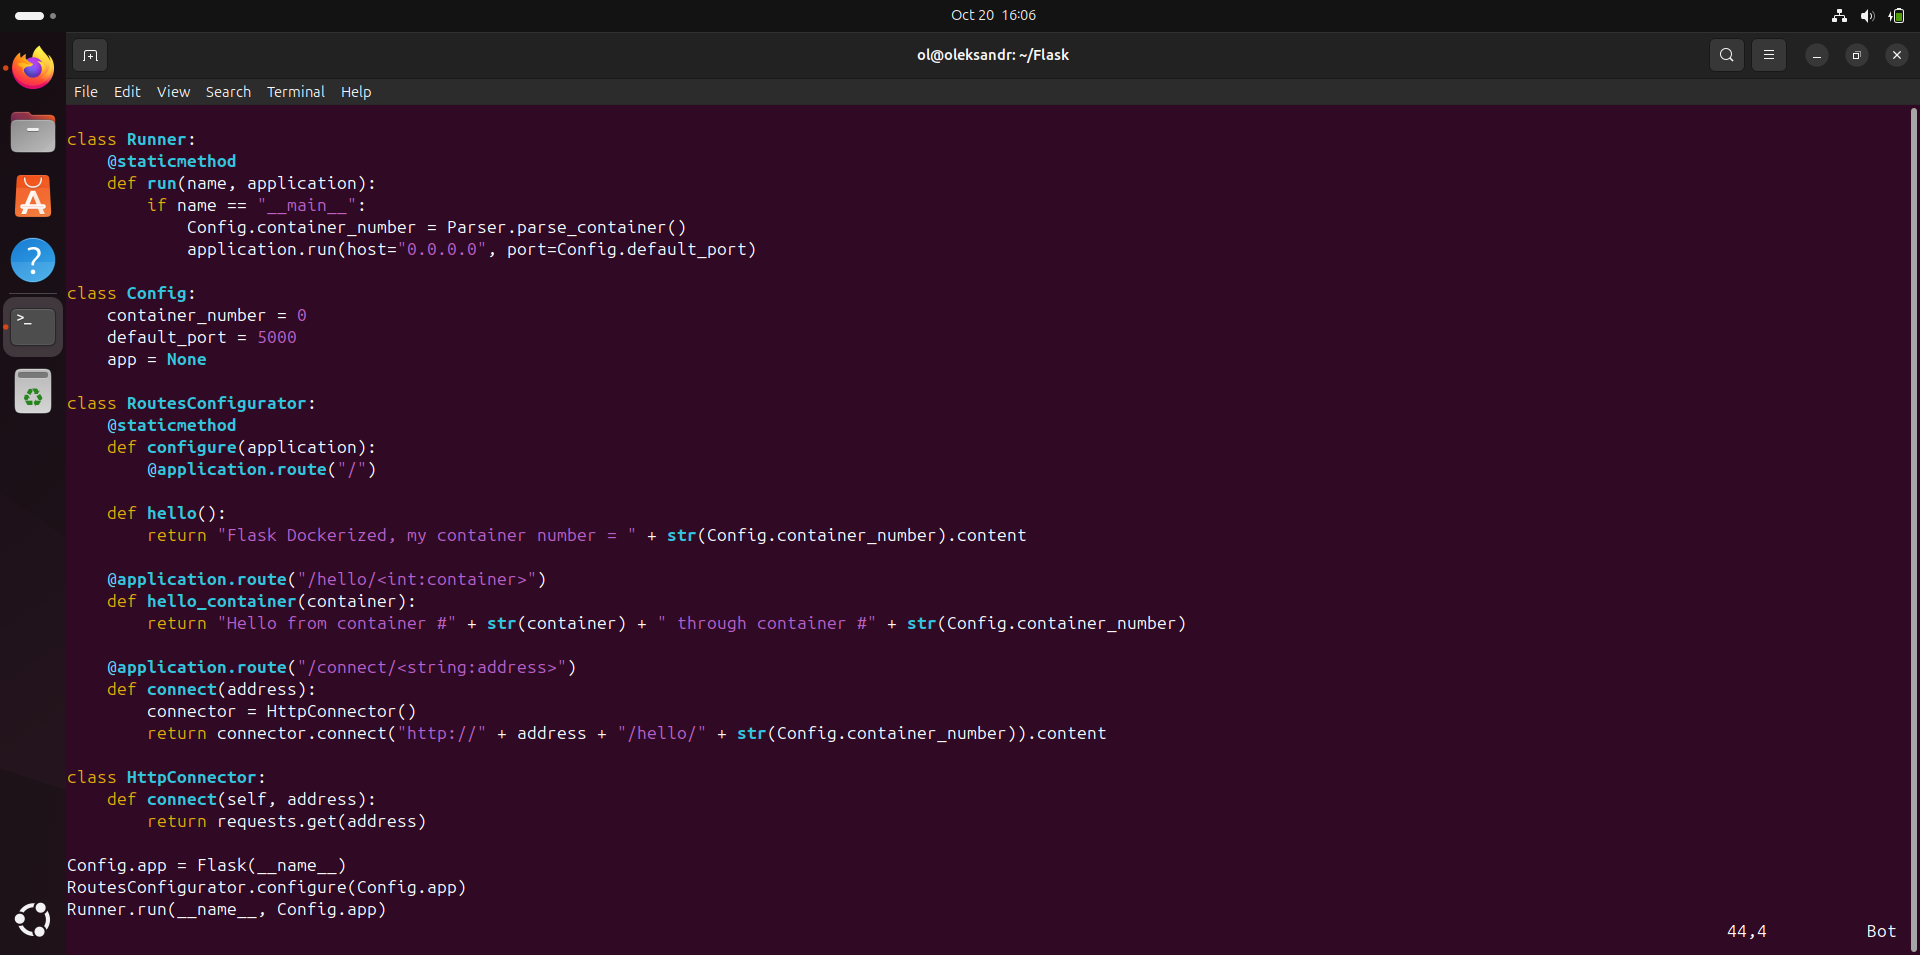 Oct 20 16:06
ol@oleksandr: ~/Flask
File Edit View Search Terminal Help
class Runner:
    @staticmethod
    def run(name, application):
        if name == "__main__":
            Config.container_number = Parser.parse_container()
            application.run(host="0.0.0.0", port=Config.default_port)
class Config:
    container_number = 0
    default_port = 5000
    app = None
class RoutesConfigurator:
    @staticmethod
    def configure(application):
        @application.route("/")
    def hello():
        return "Flask Dockerized, my container number = " + str(Config.container_number).content
    @application.route("/hello/<int:container>")
    def hello_container(container):
        return "Hello from container #" + str(container) + " through container #" + str(Config.container_number)
    @application.route("/connect/<string:address>")
    def connect(address):
        connector = HttpConnector()
        return connector.connect("http://" + address + "/hello/" + str(Config.container_number)).content
class HttpConnector:
    def connect(self, address):
        return requests.get(address)
Config.app = Flask(__name__)
RoutesConfigurator.configure(Config.app)
Runner.run(__name__, Config.app)
44,4 Bot